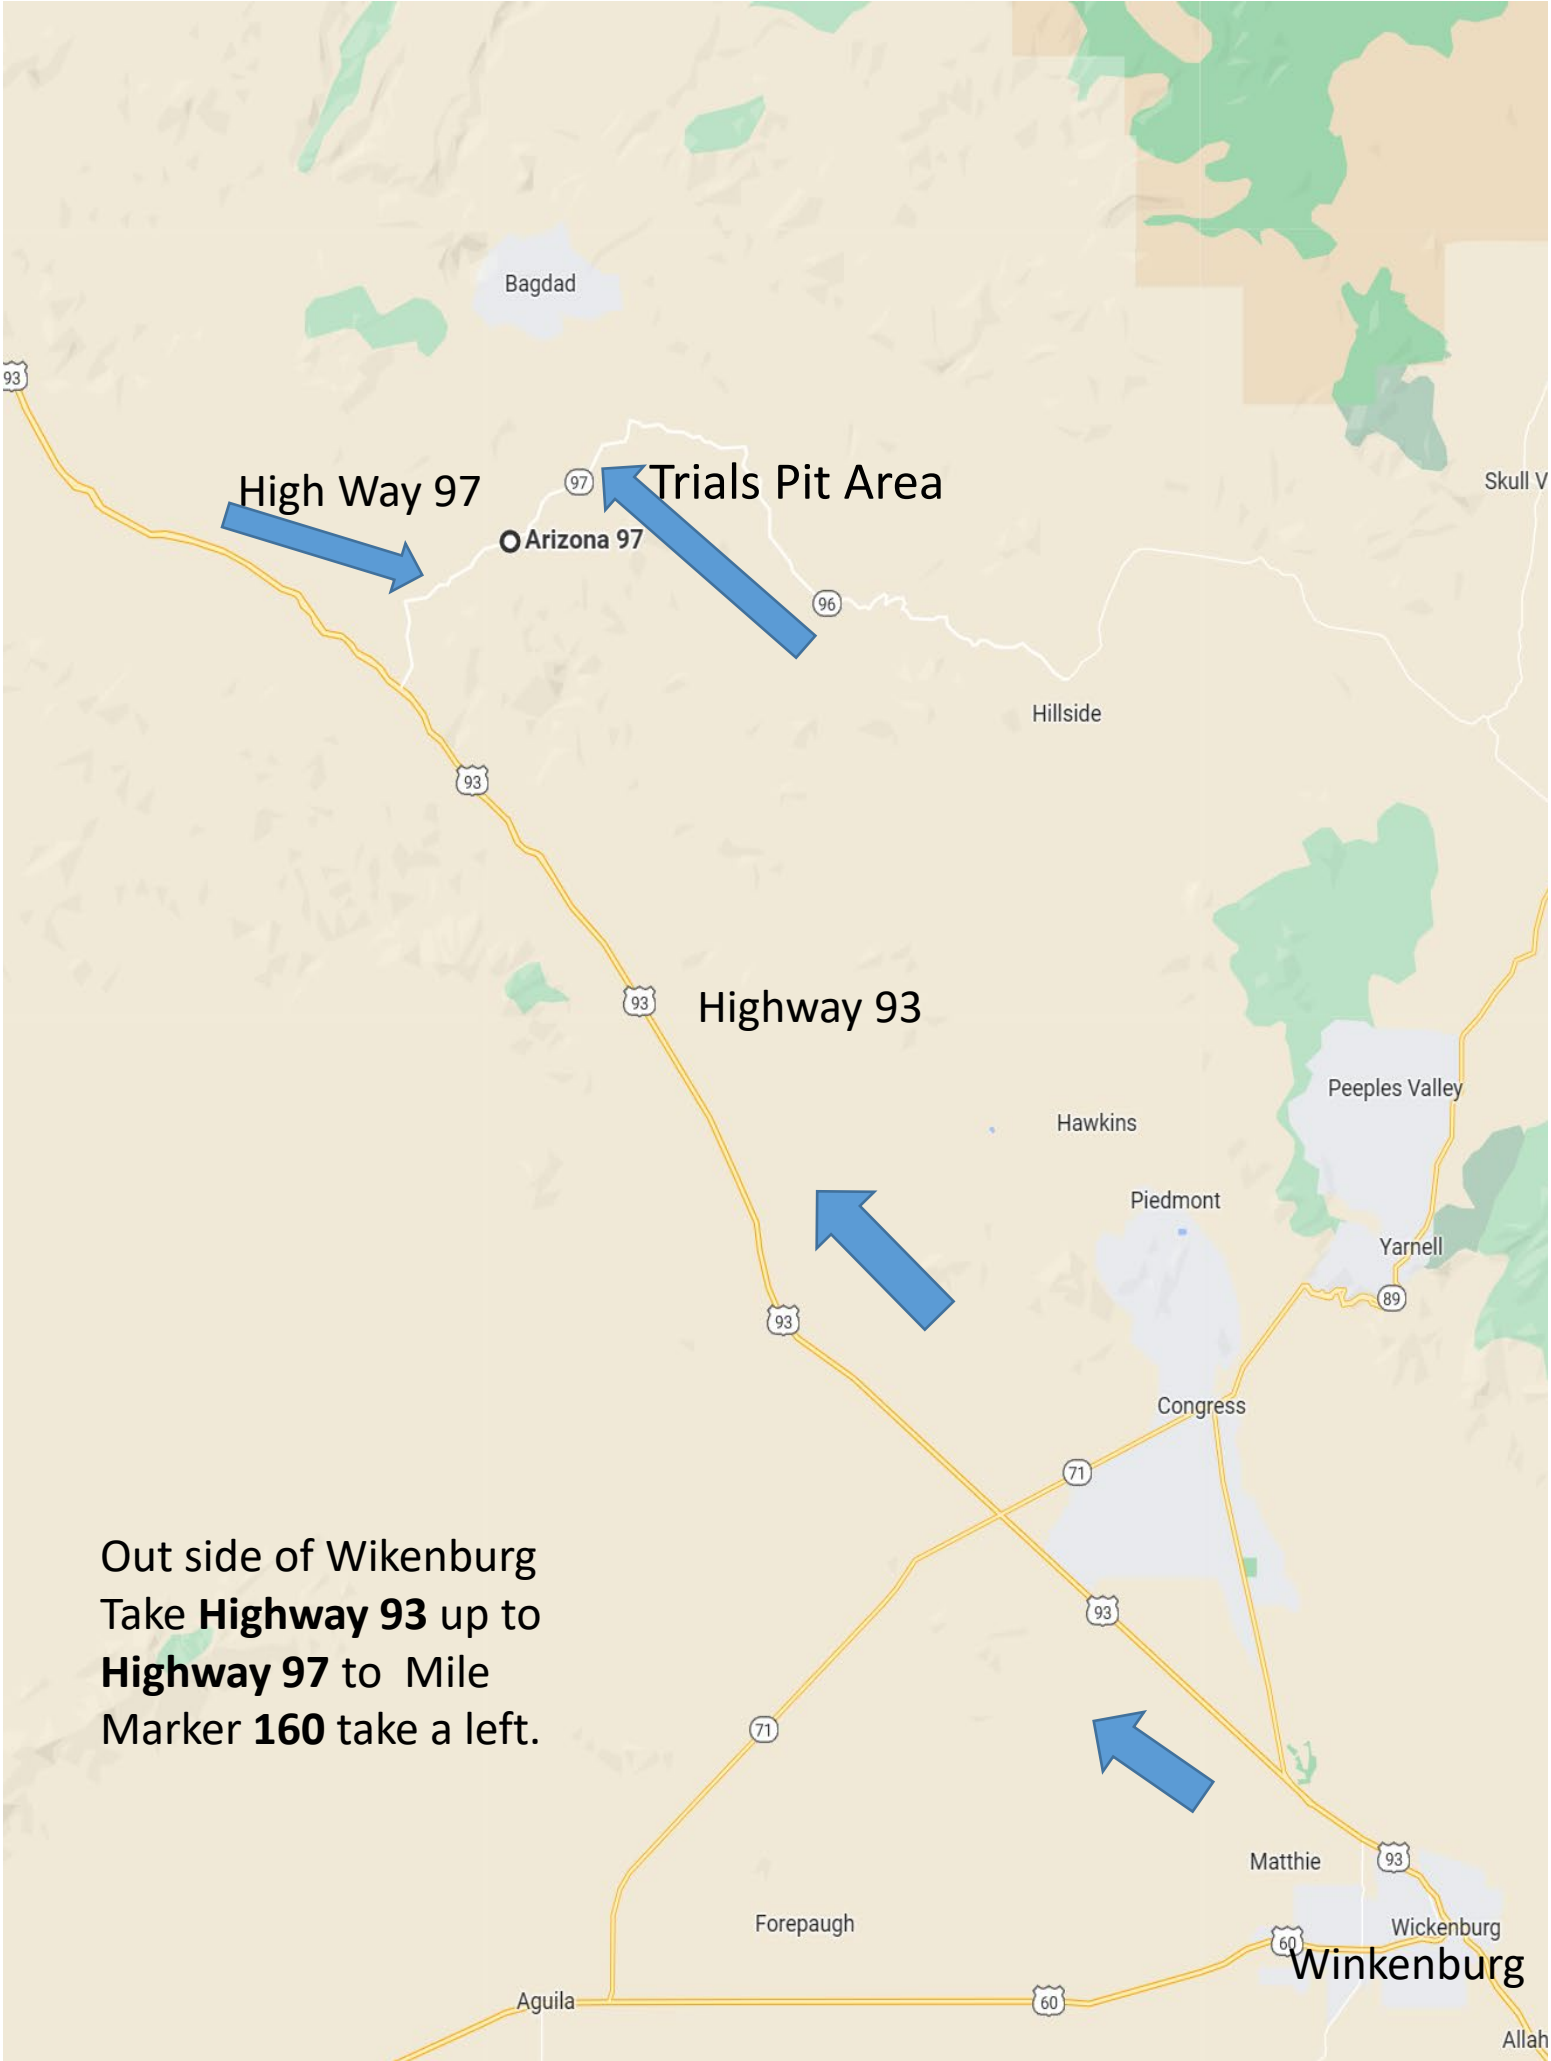 Bagdad
93
High Way 97
97
Trials Pit Area
Skull V
Arizona 97
96
Hillside
93
93
Highway 93
Peeples Valley
Hawkins
Piedmont
Yarnell
89
93
Congress
71
Out side of Wikenburg
Take Highway 93 up to
Highway 97 to Mile
Marker 160 take a left.
93
71
Matthie
93
Forepaugh
Wickenburg
60
Winkenburg
Aguila
60
Allah